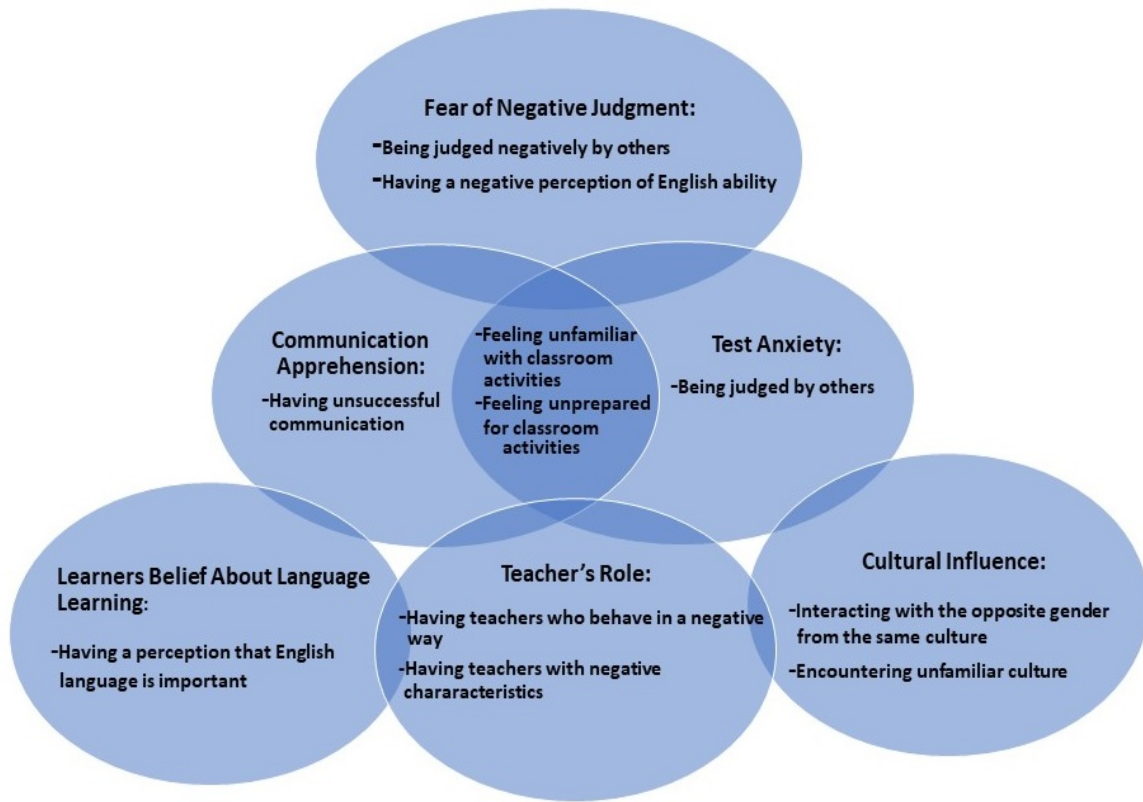 Fear of Negative Judgment:
-Being judged negatively by others
-Having a negative perception of English ability
Communication
Apprehension:
-Having unsuccessful
communication
-Feeling unfamiliar
with classroom
activities
-Feeling unprepared
for classroom
activities
Test Anxiety:
-Being judged by others
Learners Belief About Language
Learning:
-Having a perception that English
language is important
Teacher's Role:
-Having teachers who behave in a negative
way
-Having teachers with negative
chararacteristics
Cultural Influence:
-Interacting with the opposite gender
from the same culture
-Encountering unfamiliar culture